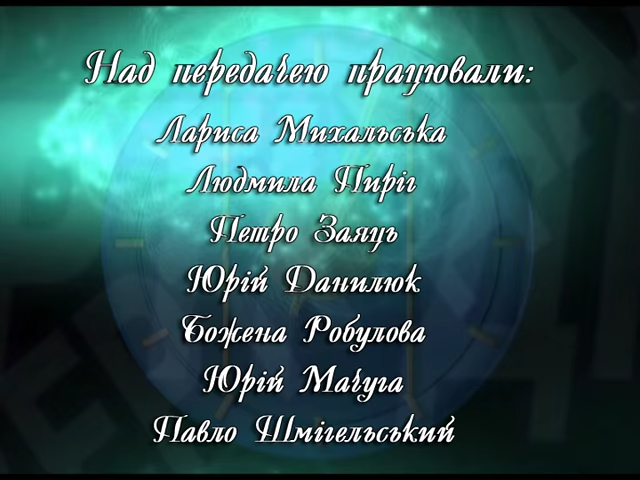 Над передачею працювали:
Лариса Михальська
Людмила Пиріг
Петро Заяць
Юрій Данилюк
Божена Робулова
Юрій Мачуга
Павло Шмігельський